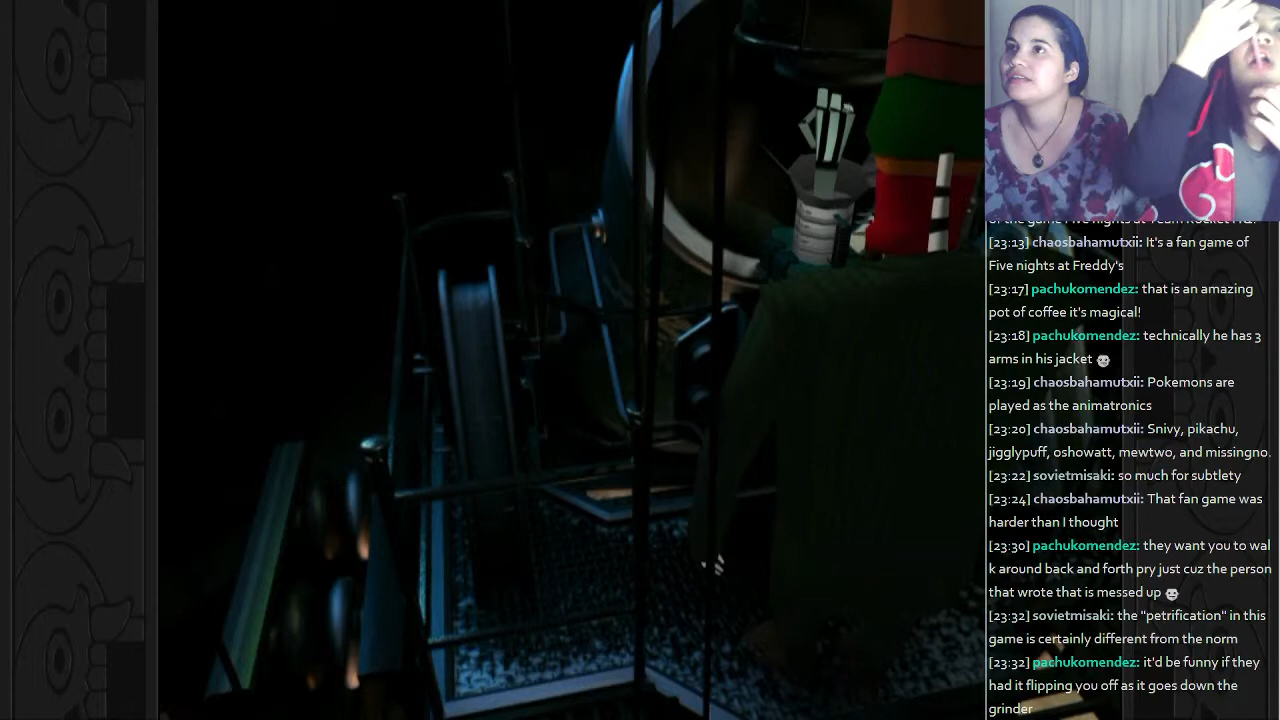 [23:13] chaosbahamutxii: It's a fan game of
Five nights at Freddy's
[23:17] pachukomendez: that is an amazing
pot of coffee it's magical!
[23:18] pachukomendez: technically he has 3
arms in his jacket
[23:19] chaosbahamutxii: Pokemons are
played as the animatronics
[23:20] chaosbahamutxii: Snivy, pikachu,
jigglypuff, oshowatt, mewtwo, and missingno.
[23:22] sovietmisaki: so much for subtlety
[23:24] chaosbahamutxii: That fan game was
harder than I thought
[23:30] pachukomendez: they want you to wal
k around back and forth pry just cuz the person
that wrote that is messed up
[23:32] sovietmisaki: the "petrification" in this
game is certainly different from the norm
[23:32] pachukomendez: it'd be funny if they
had it flipping you off as it goes down the
grinder